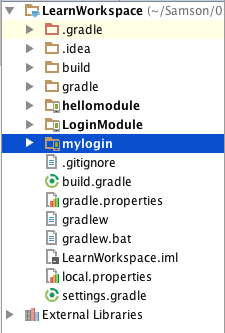 LearnWorkspace (~/Samson/0
.gradle
.idea
build
gradle
hellomodule
LoginModule
mylogin
.gitignore
build.gradle
gradle.properties
gradlew
gradlew.bat
LearnWorkspace.iml
local.properties
settings.gradle
External Libraries